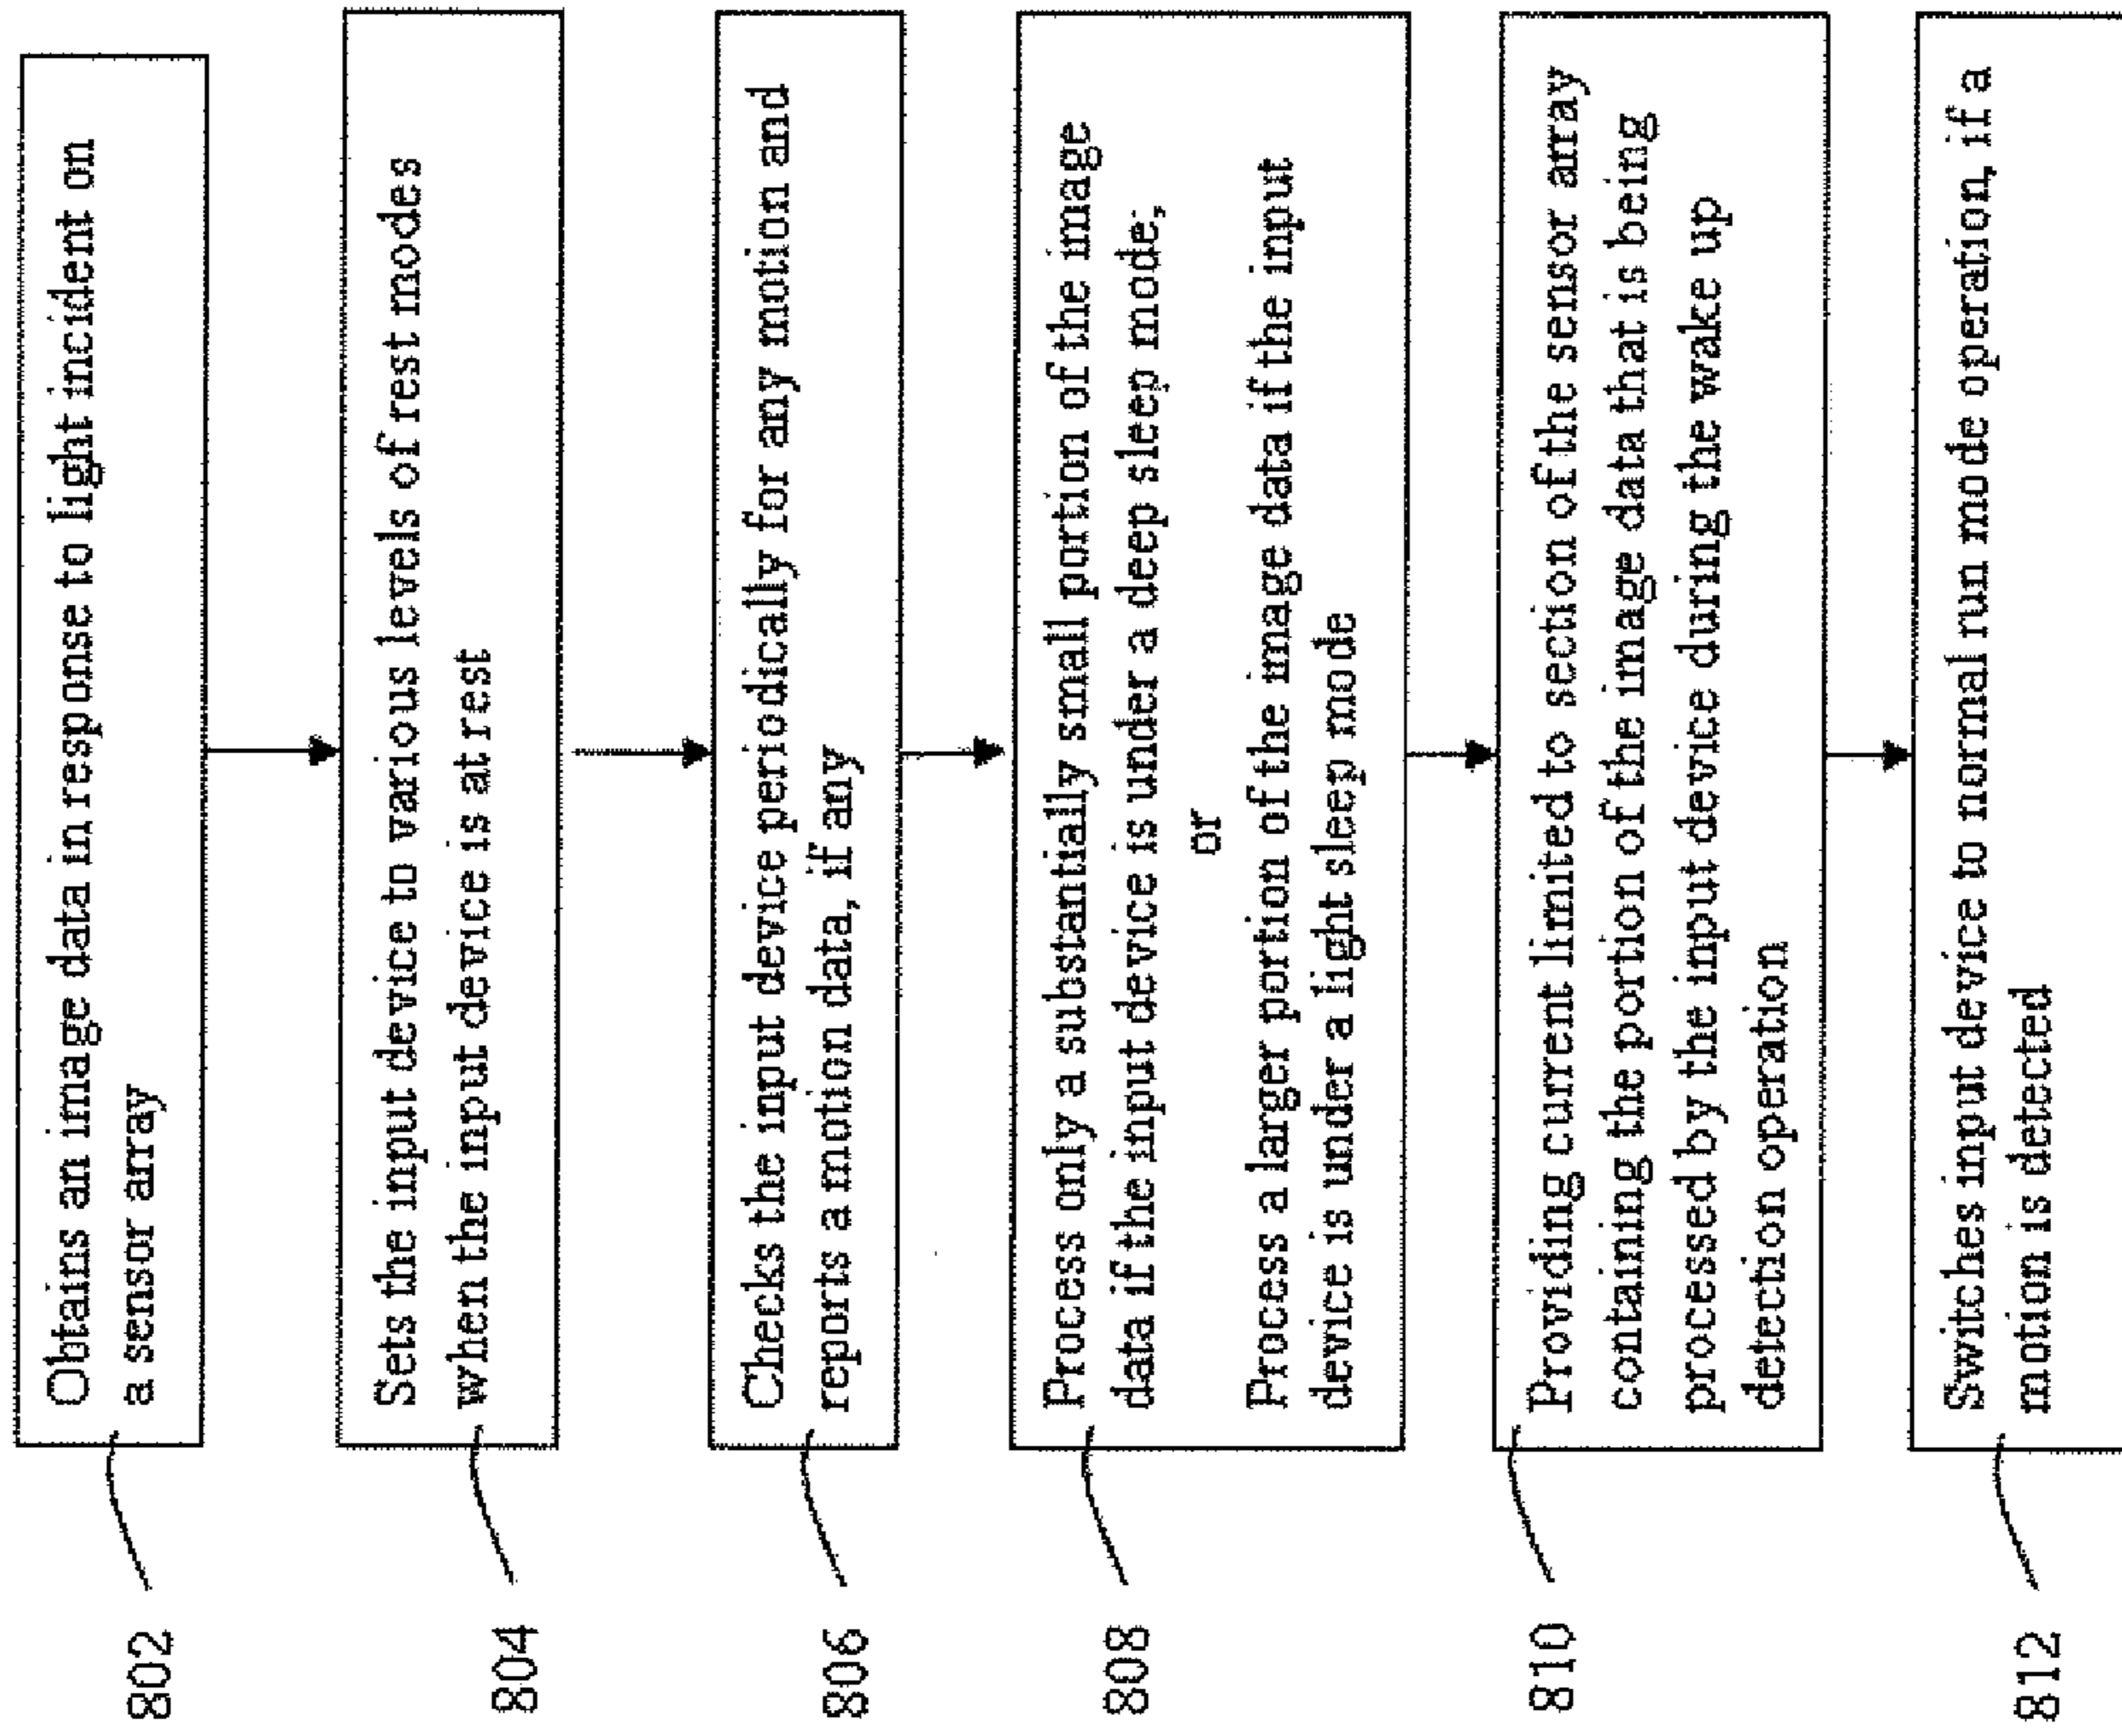 802
Obtains an image data in response to light incident on
a sensor array
804
Sets the input device to various levels of rest modes
when the input device is at rest
806
Checks the input device periodically for any motion and
reports a motion data, if any
808
Process only a substantially small portion of the image
data if the input device is under a deep sleep mode;
or
Process a larger portion of the image data if the input
device is under a light sleep mode
810
Providing current limited to section of the sensor array
containing the portion of the image data that is being
processed by the input device during the wake up
detection operation
812
Switches input device to normal run mode operation, if a
motion is detected